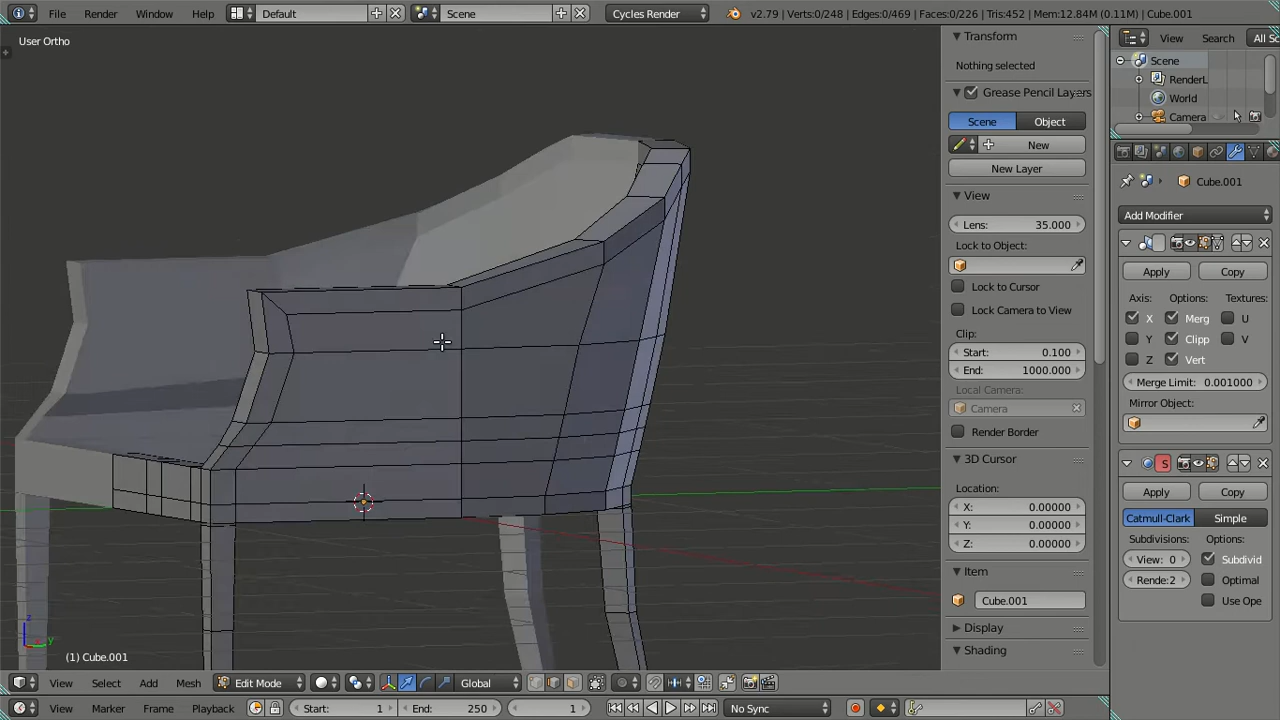 File Render Window Help Default Scene Cycles Render v2.79 | Verts:0/248 | Edges:0/469 | Faces:0/226 | Tris:452 | Mem:12.84M (0.11M) | Cube.001
User Ortho
Transform
Nothing selected
Grease Pencil Layers
Scene Object
New
New Layer
View
Lens: 35.000
Lock to Object:
Lock to Cursor
Lock Camera to View
Clip:
Start: 0.100
End: 1000.000
Local Camera:
Camera
Render Border
3D Cursor
Location:
X: 0.00000
Y: 0.00000
Z: 0.00000
Item
Cube.001
Display
Shading
View Search All Sc
Scene
RenderL
World
Camera
Cube.001
Add Modifier
Apply Copy
Axis: Options: Textures:
X Merg U
Y Clipp V
Z Vert
Merge Limit: 0.001000
Mirror Object:
S
Apply Copy
Catmull-Clark Simple
Subdivisions: Options:
View: 0 Subdivid
Rende:2 Optimal
Use Ope
z
y
(1) Cube.001
View Select Add Mesh Edit Mode Global
View Marker Frame Playback Start: 1 End: 250 1 No Sync